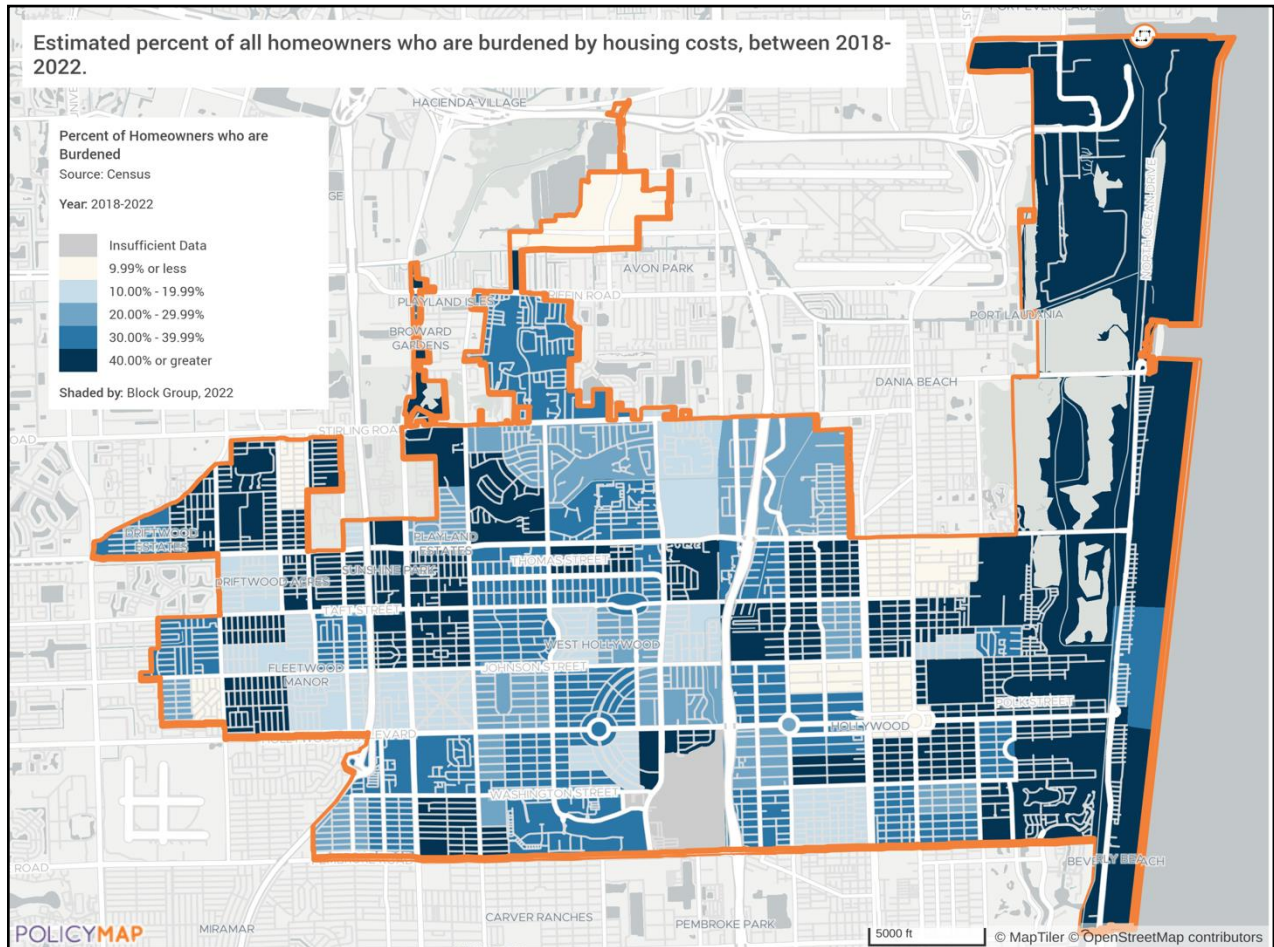 Estimated percent of all homeowners who are burdened by housing costs, between 2018-
2022.
Percent of Homeowners who are
Burdened
Source: Census
Year: 2018-2022
Insufficient Data
9.99% or less
10.00% - 19.99%
20.00% - 29.99%
30.00% - 39.99%
40.00% or greater
Shaded by: Block Group, 2022
PORT EVERGLADES
HACIENDA VILLAGE
NORTH OCEAN DRIVE
AVON PARK
PLAYLAND ISLES
GRIFFIN ROAD
PORT LAUDANIA
BROWARD
GARDENS
DANIA BEACH
STIRLING ROAD
ROAD
DRIFTWOOD
ESTATES
PLAYLAND
ESTATES
THOMAS STREET
SUNSHINE PARK
DRIFTWOOD ACRES
TAFT STREET
WEST HOLLYWOOD
JOHNSON STREET
FLEETWOOD
MANOR
POLK STREET
HOLLYWOOD
WASHINGTON STREET
BEVERLY BEACH
ROAD
CARVER RANCHES
PEMBROKE PARK
MIRAMAR
POLICYMAP
5000 ft
© MapTiler © OpenStreetMap contributors